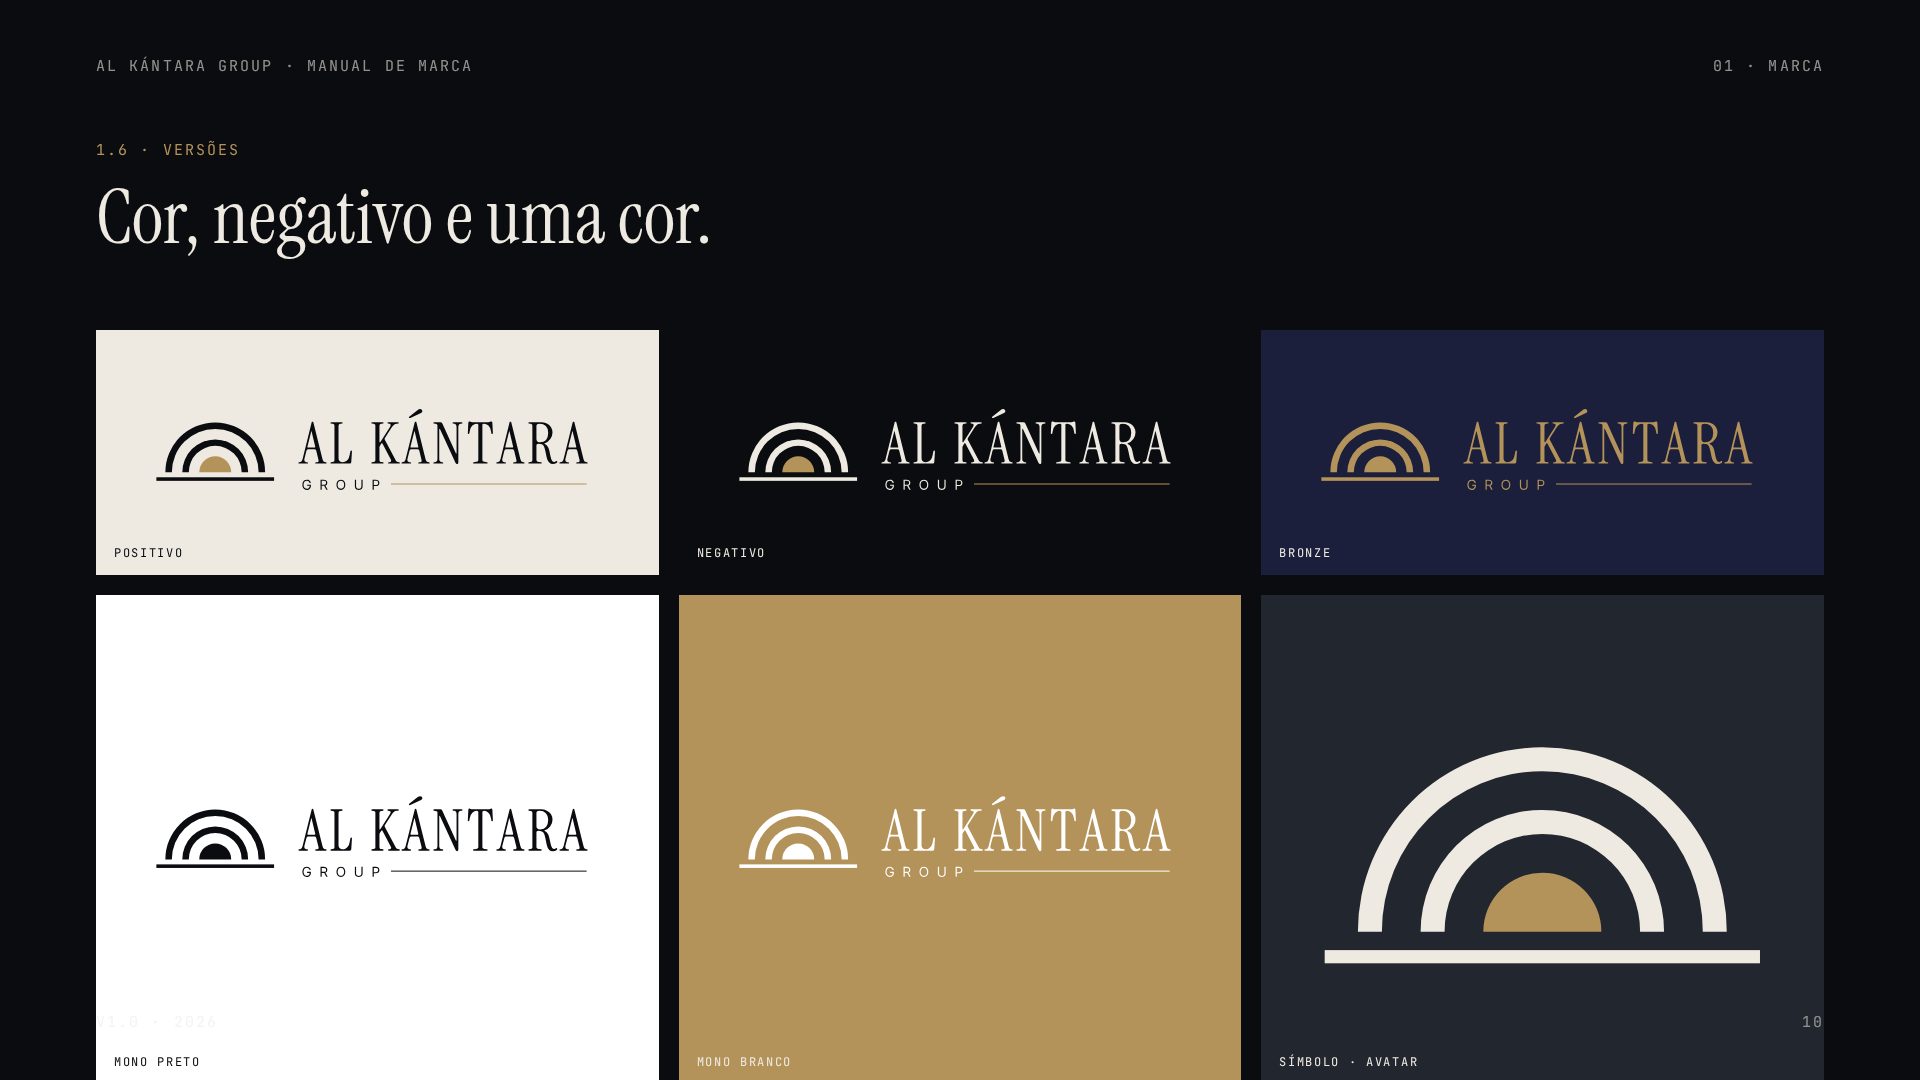 AL KÁNTARA GROUP · MANUAL DE MARCA
01 · MARCA
1.6 · VERSÕES
Cor, negativo e uma cor.
AL KÁNTARA
GROUP
POSITIVO
AL KÁNTARA
GROUP
NEGATIVO
AL KÁNTARA
GROUP
BRONZE
AL KÁNTARA
GROUP
AL KÁNTARA
GROUP
V1.0 · 2026
10
MONO PRETO
MONO BRANCO
SÍMBOLO · AVATAR